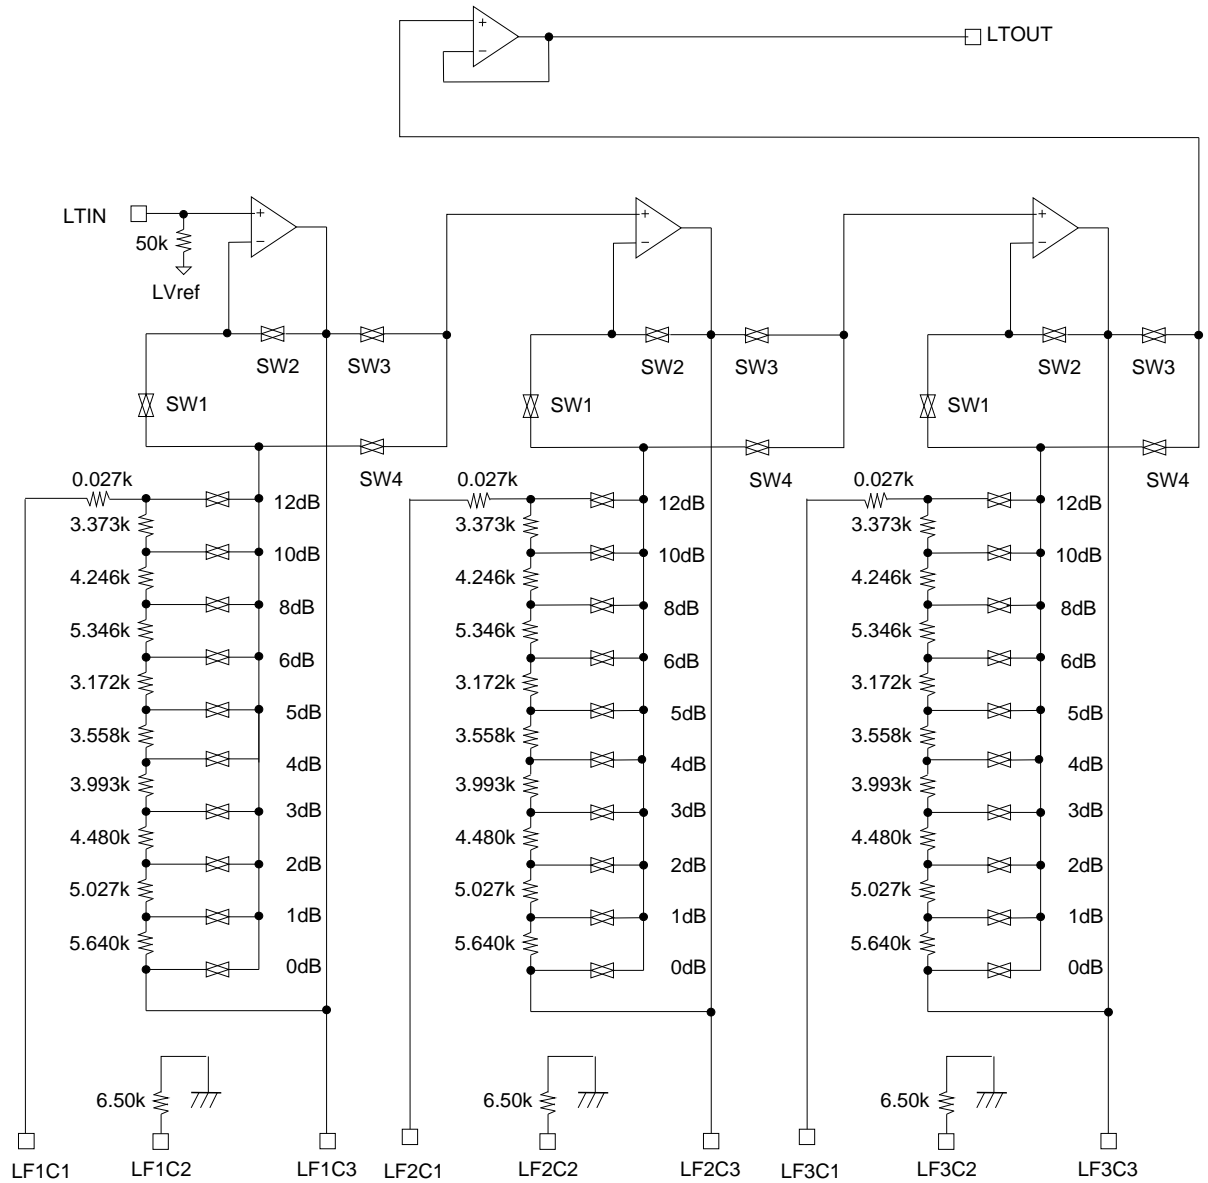 LTOUT
LTIN
50k
LVref
SW2
SW3
SW2
SW3
SW2
SW3
SW1
SW1
SW1
SW4
SW4
SW4
0.027k
0.027k
0.027k
12dB
12dB
12dB
3.373k
3.373k
3.373k
10dB
10dB
10dB
4.246k
4.246k
4.246k
8dB
8dB
8dB
5.346k
5.346k
5.346k
6dB
6dB
6dB
3.172k
3.172k
3.172k
5dB
5dB
5dB
3.558k
3.558k
3.558k
4dB
4dB
4dB
3.993k
3.993k
3.993k
3dB
3dB
3dB
4.480k
4.480k
4.480k
2dB
2dB
2dB
5.027k
5.027k
5.027k
1dB
1dB
1dB
5.640k
5.640k
5.640k
0dB
0dB
0dB
6.50k
6.50k
6.50k
LF1C1
LF1C2
LF1C3
LF2C1
LF2C2
LF2C3
LF3C1
LF3C2
LF3C3